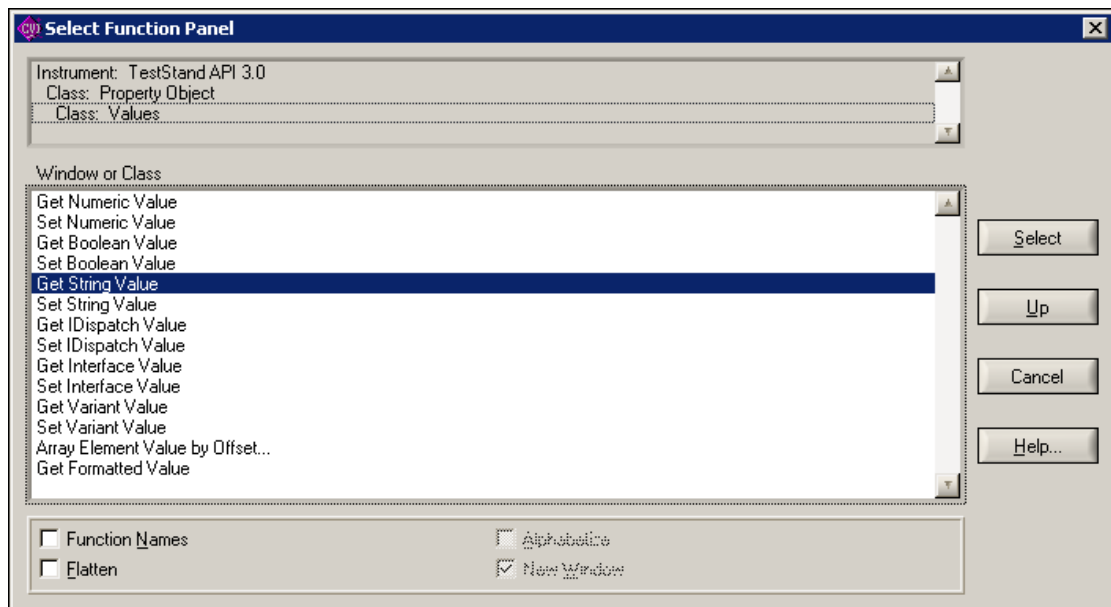 CVI Select Function Panel
Instrument: TestStand API 3.0
Class: Property Object
Class: Values
Window or Class
Get Numeric Value
Set Numeric Value
Get Boolean Value
Set Boolean Value
Get String Value
Set String Value
Get IDispatch Value
Set IDispatch Value
Get Interface Value
Set Interface Value
Get Variant Value
Set Variant Value
Array Element Value by Offset...
Get Formatted Value
Select
Up
Cancel
Help...
Function Names
Alphabetize
Flatten
New Window